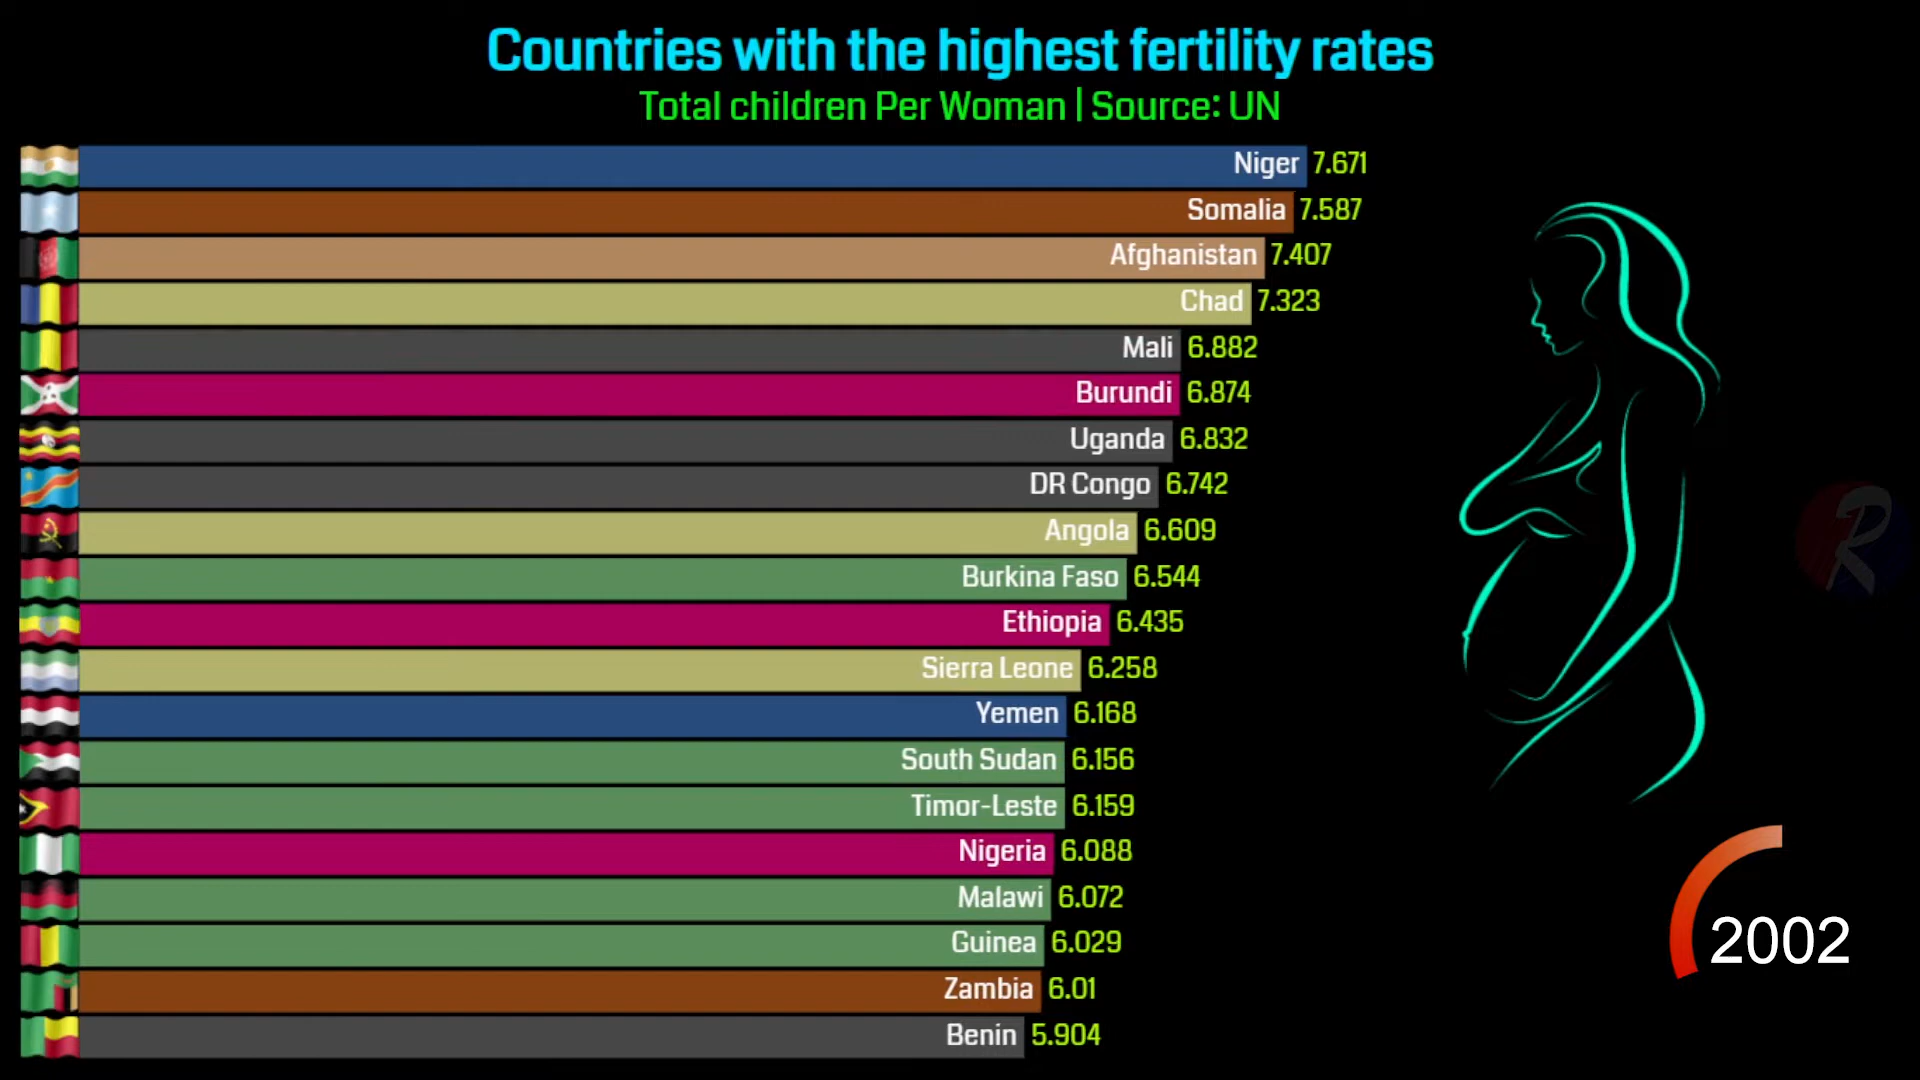 Countries with the highest fertility rates
Total children Per Woman | Source: UN
Niger 7.671
Somalia 7.587
Afghanistan 7.407
Chad 7.323
Mali 6.882
Burundi 6.874
Uganda 6.832
DR Congo 6.742
Angola 6.609
Burkina Faso 6.544
Ethiopia 6.435
Sierra Leone 6.258
Yemen 6.168
South Sudan 6.156
Timor-Leste 6.159
Nigeria 6.088
Malawi 6.072
Guinea 6.029
Zambia 6.01
Benin 5.904
R
2002